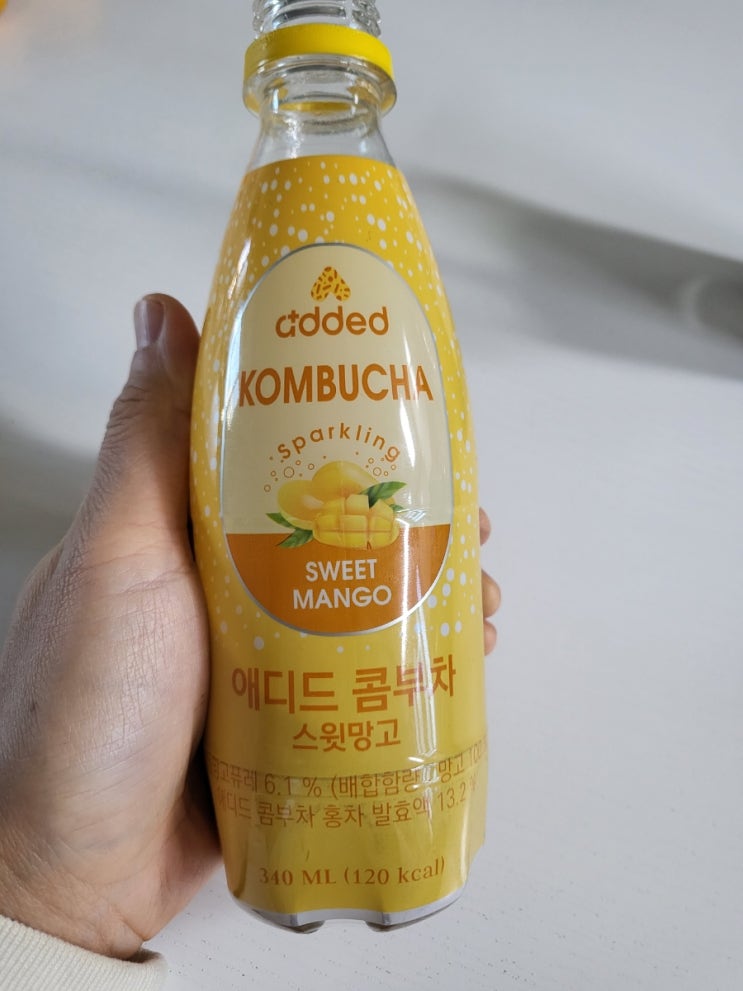 added
KOMBUCHA
sparkling
SWEET
MANGO
애디드 콤부차
스윗망고
6.1 % (배합함량 망고
애디드 콤부차 홍차 발효액 13.2
340 ML (120 kcal)